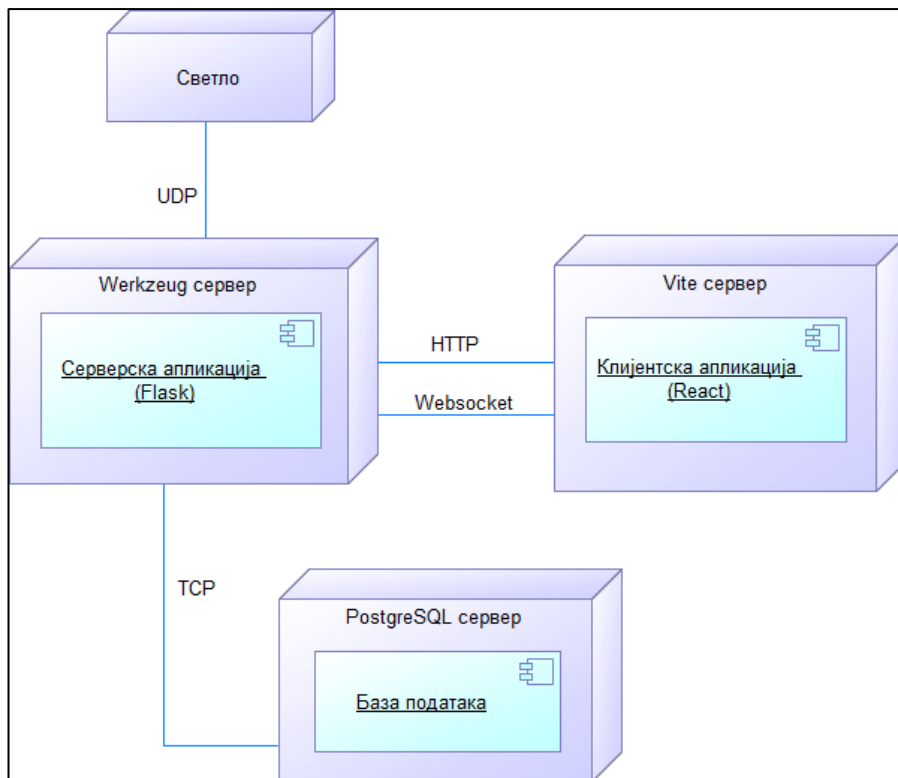 Светло
UDP
Werkzeug сервер
Серверска апликација
(Flask)
HTTP
Websocket
Vite сервер
Клијентска апликација
(React)
TCP
PostgreSQL сервер
База података